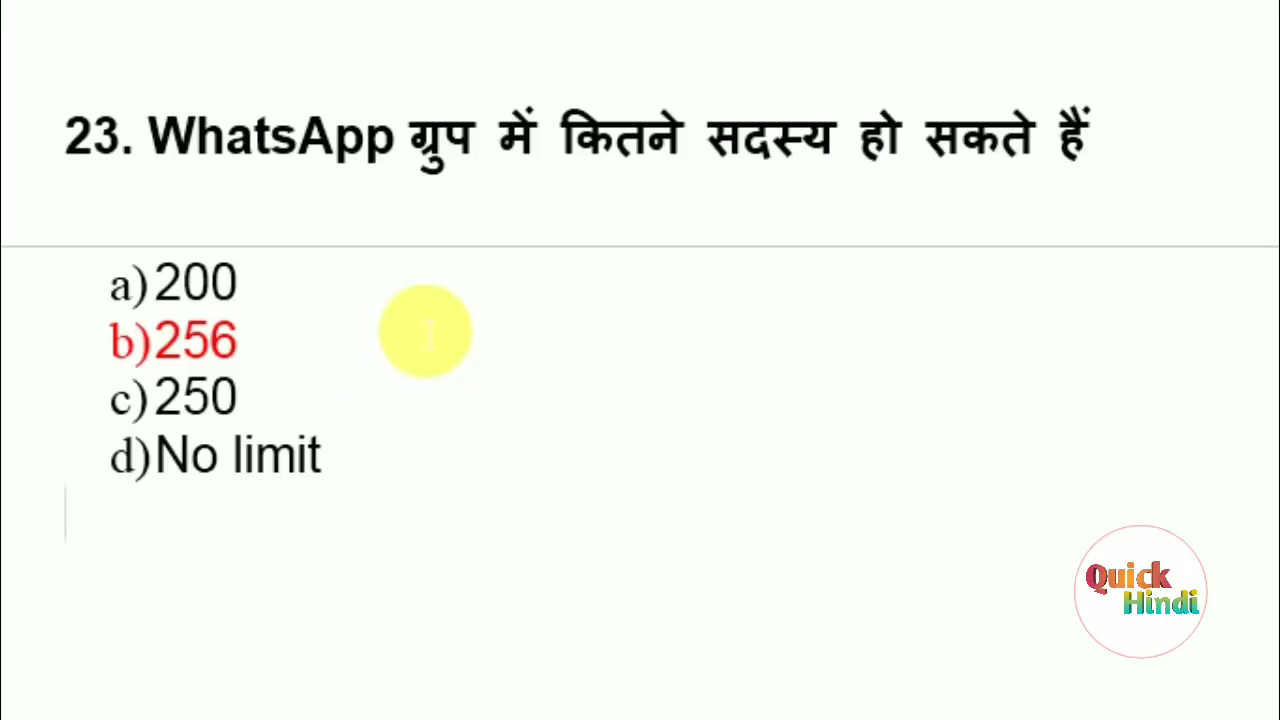 23. WhatsApp ग्रुप में कितने सदस्य हो सकते हैं
a) 200
b) 256
c) 250
d) No limit
Quick
Hindi